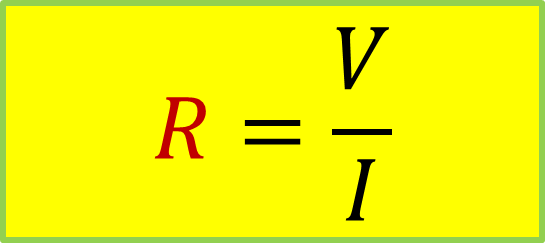 R = V/I